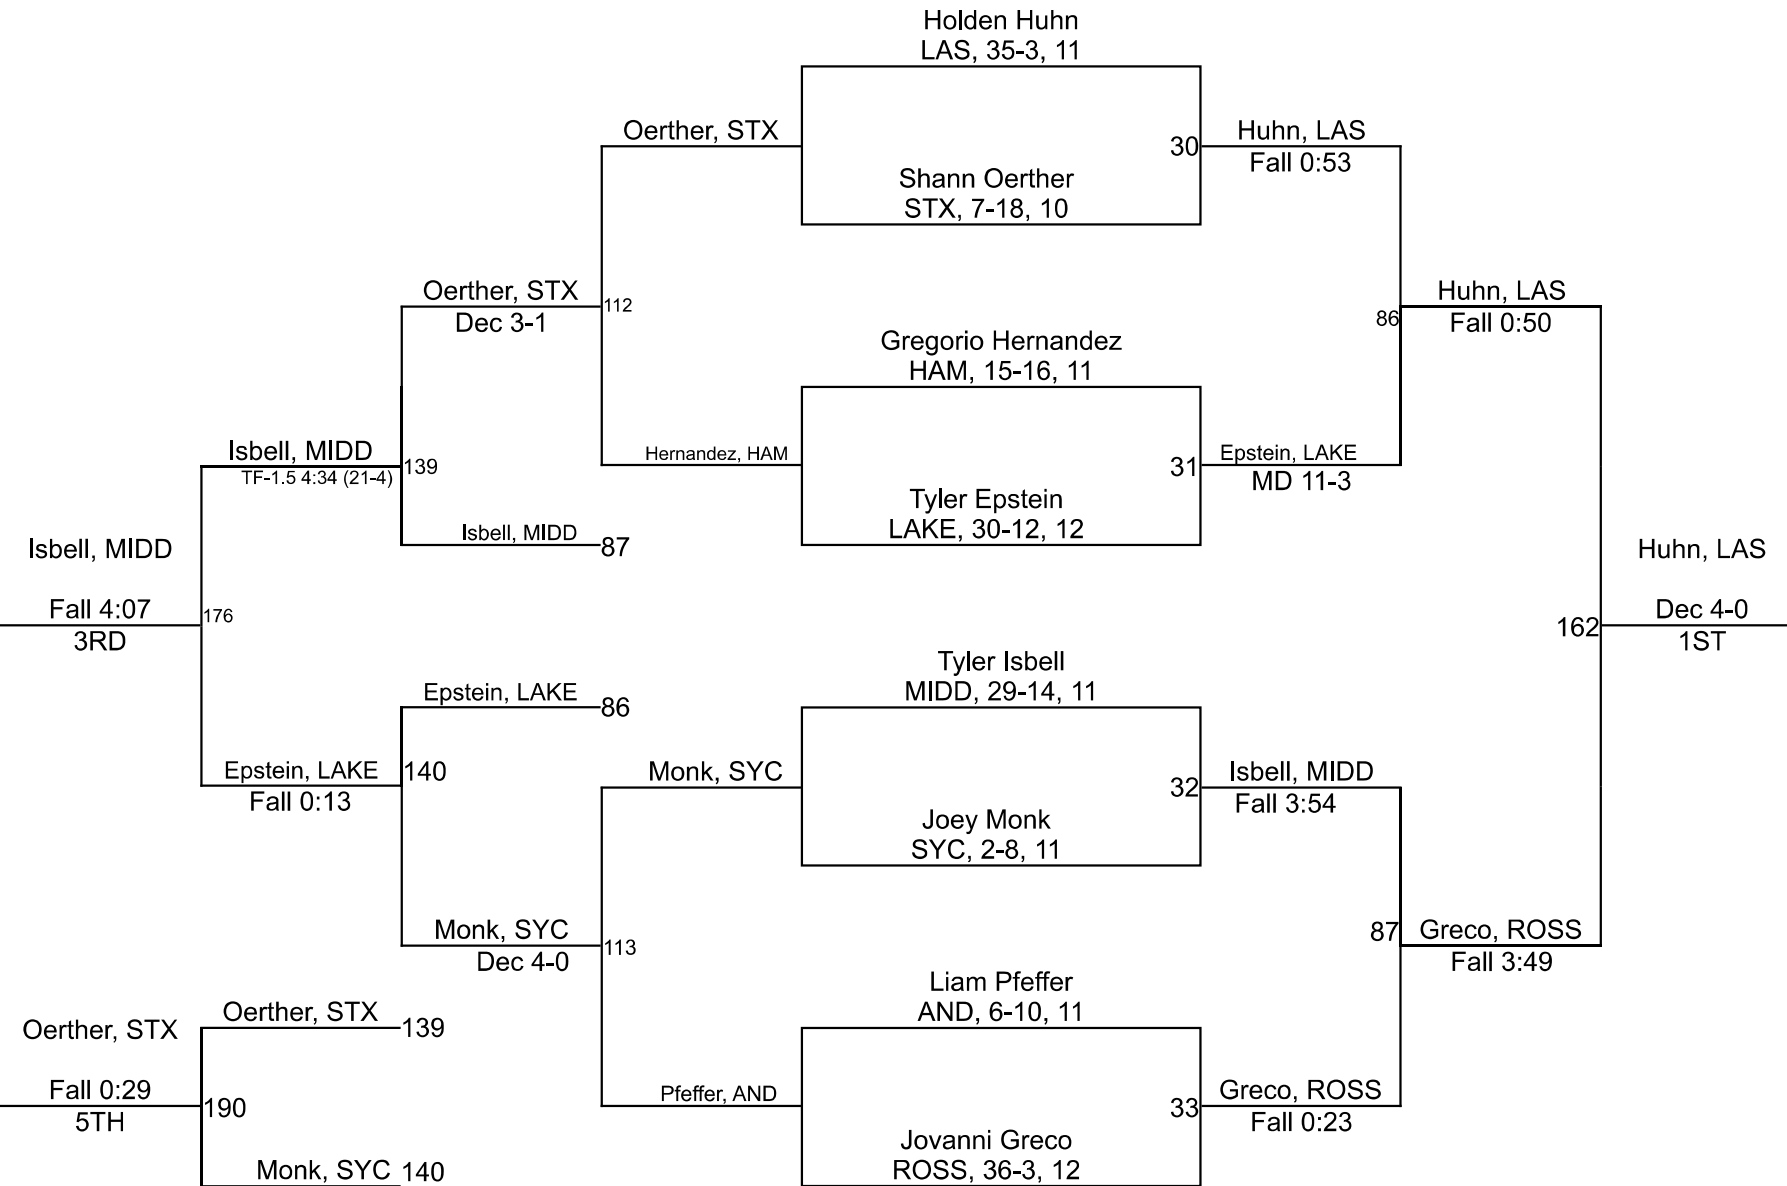 Holden Huhn
LAS, 35-3, 11
Oerther, STX
30
Huhn, LAS
Fall 0:53
Shann Oerther
STX, 7-18, 10
Oerther, STX
Dec 3-1
112
Huhn, LAS
Fall 0:50
86
Gregorio Hernandez
HAM, 15-16, 11
Isbell, MIDD
TF-1.5 4:34 (21-4)
139
Hernandez, HAM
31
Epstein, LAKE
MD 11-3
Tyler Epstein
LAKE, 30-12, 12
Isbell, MIDD
87
Isbell, MIDD
Fall 4:07
3RD
176
Huhn, LAS
Dec 4-0
1ST
162
Tyler Isbell
MIDD, 29-14, 11
Epstein, LAKE
86
Epstein, LAKE
Fall 0:13
140
Monk, SYC
32
Isbell, MIDD
Fall 3:54
Joey Monk
SYC, 2-8, 11
Monk, SYC
Dec 4-0
113
87
Greco, ROSS
Fall 3:49
Liam Pfeffer
AND, 6-10, 11
Oerther, STX
139
Oerther, STX
Fall 0:29
5TH
190
Pfeffer, AND
33
Greco, ROSS
Fall 0:23
Jovanni Greco
ROSS, 36-3, 12
Monk, SYC
140